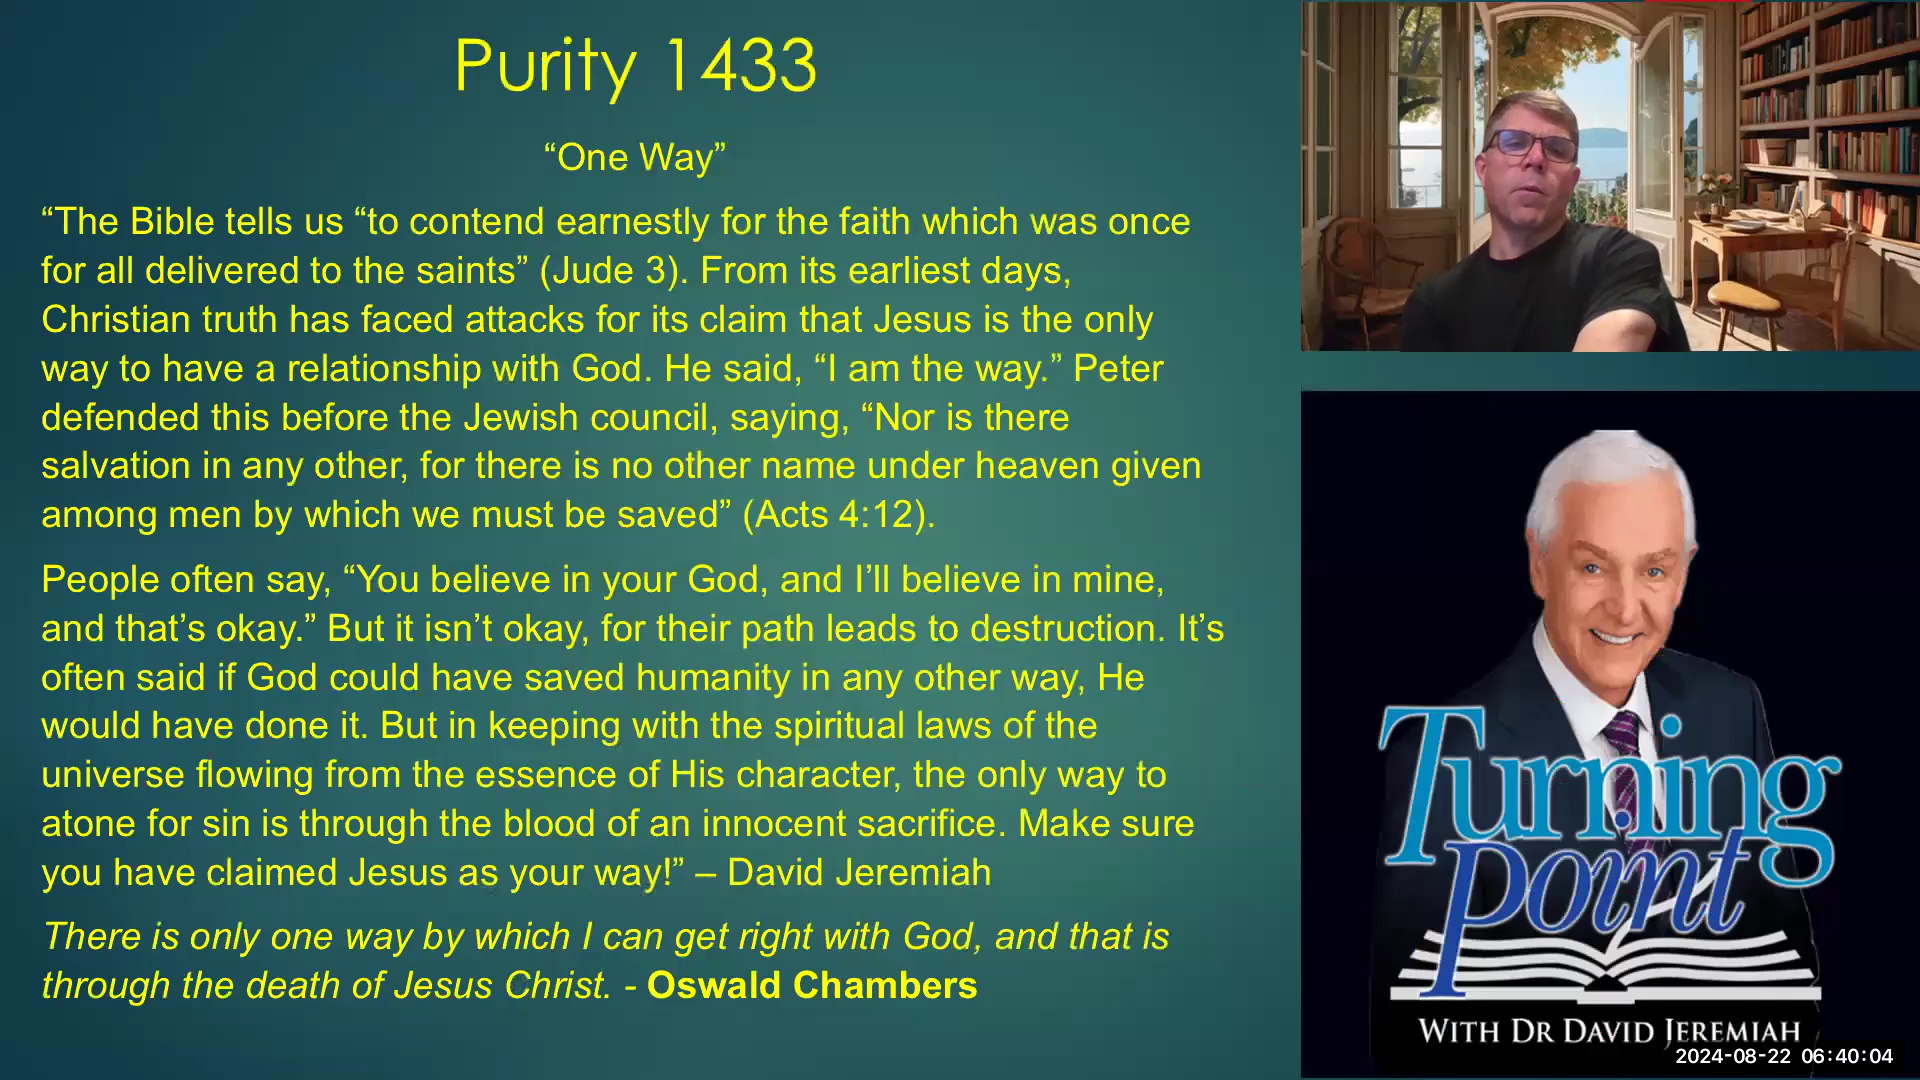 Purity 1433
“One Way”
“The Bible tells us “to contend earnestly for the faith which was once
for all delivered to the saints” (Jude 3). From its earliest days,
Christian truth has faced attacks for its claim that Jesus is the only
way to have a relationship with God. He said, “I am the way.” Peter
defended this before the Jewish council, saying, “Nor is there
salvation in any other, for there is no other name under heaven given
among men by which we must be saved” (Acts 4:12).
People often say, “You believe in your God, and I’ll believe in mine,
and that’s okay.” But it isn’t okay, for their path leads to destruction. It’s
often said if God could have saved humanity in any other way, He
would have done it. But in keeping with the spiritual laws of the
universe flowing from the essence of His character, the only way to
atone for sin is through the blood of an innocent sacrifice. Make sure
you have claimed Jesus as your way!” – David Jeremiah
There is only one way by which I can get right with God, and that is
through the death of Jesus Christ. - Oswald Chambers
Turning
Point
WITH DR DAVID JEREMIAH
2024-08-22 06:40:04